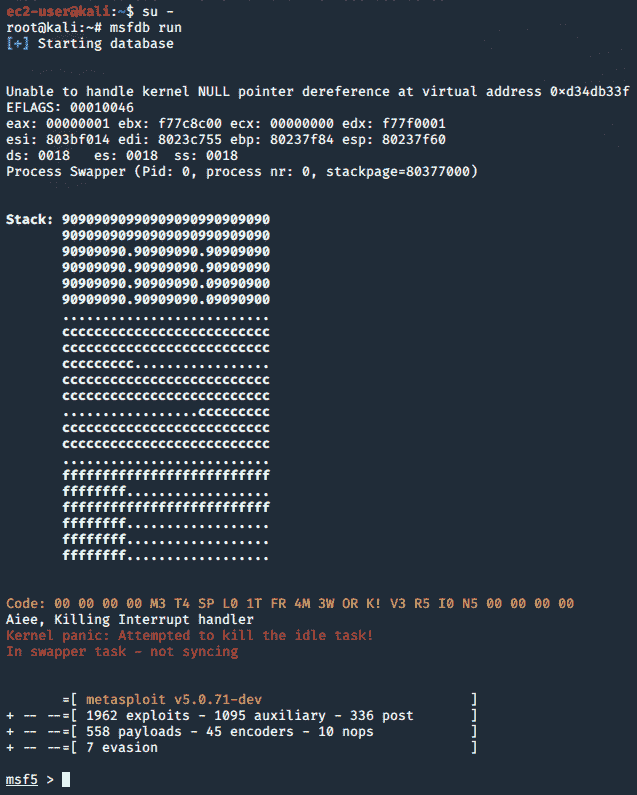 ec2-user@kali:~$ su -
root@kali:~# msfdb run
[+] Starting database
Unable to handle kernel NULL pointer dereference at virtual address 0xd34db33f
EFLAGS: 00010046
eax: 00000001 ebx: f77c8c00 ecx: 00000000 edx: f77f0001
esi: 803bf014 edi: 8023c755 ebp: 80237f84 esp: 80237f60
ds: 0018   es: 0018  ss: 0018
Process Swapper (Pid: 0, process nr: 0, stackpage=80377000)
Stack: 90909090990909090990909090
90909090990909090990909090
90909090.90909090.90909090
90909090.90909090.90909090
90909090.90909090.09090900
90909090.90909090.09090900
..........................
cccccccccccccccccccccccccc
cccccccccccccccccccccccccc
ccccccccc.................
cccccccccccccccccccccccccc
cccccccccccccccccccccccccc
.................ccccccccc
cccccccccccccccccccccccccc
cccccccccccccccccccccccccc
..........................
ffffffffffffffffffffffffff
ffffffff..................
ffffffffffffffffffffffffff
ffffffff..................
ffffffff..................
ffffffff..................
Code: 00 00 00 00 M3 T4 SP L0 1T FR 4M 3W OR K! V3 R5 I0 N5 00 00 00 00
Aiee, Killing Interrupt handler
Kernel panic: Attempted to kill the idle task!
In swapper task - not syncing
=[ metasploit v5.0.71-dev                          ]
+ -- --=[ 1962 exploits - 1095 auxiliary - 336 post       ]
+ -- --=[ 558 payloads - 45 encoders - 10 nops            ]
+ -- --=[ 7 evasion                                       ]
msf5 >